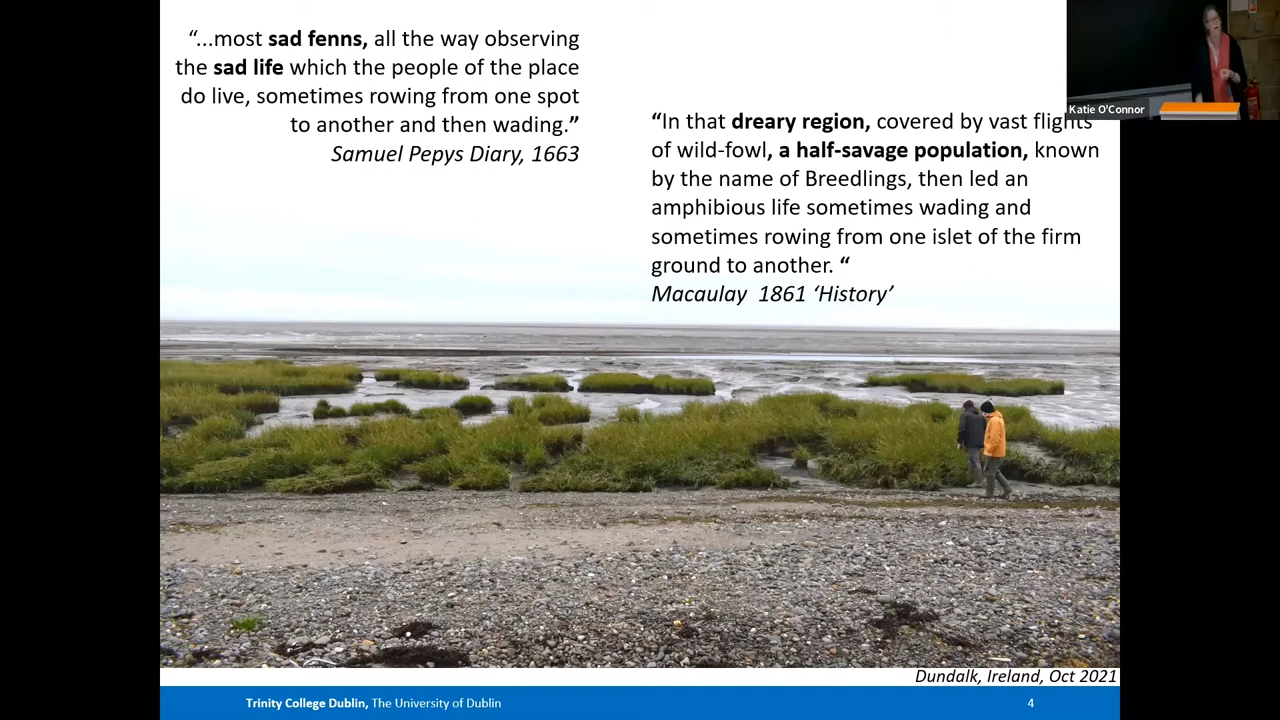 “...most sad fenns, all the way observing
the sad life which the people of the place
do live, sometimes rowing from one spot
to another and then wading.”
Samuel Pepys Diary, 1663
Katie O'Connor
“In that dreary region, covered by vast flights
of wild-fowl, a half-savage population, known
by the name of Breedlings, then led an
amphibious life sometimes wading and
sometimes rowing from one islet of the firm
ground to another. “
Macaulay 1861 ‘History’
Dundalk, Ireland, Oct 2021
Trinity College Dublin, The University of Dublin
4